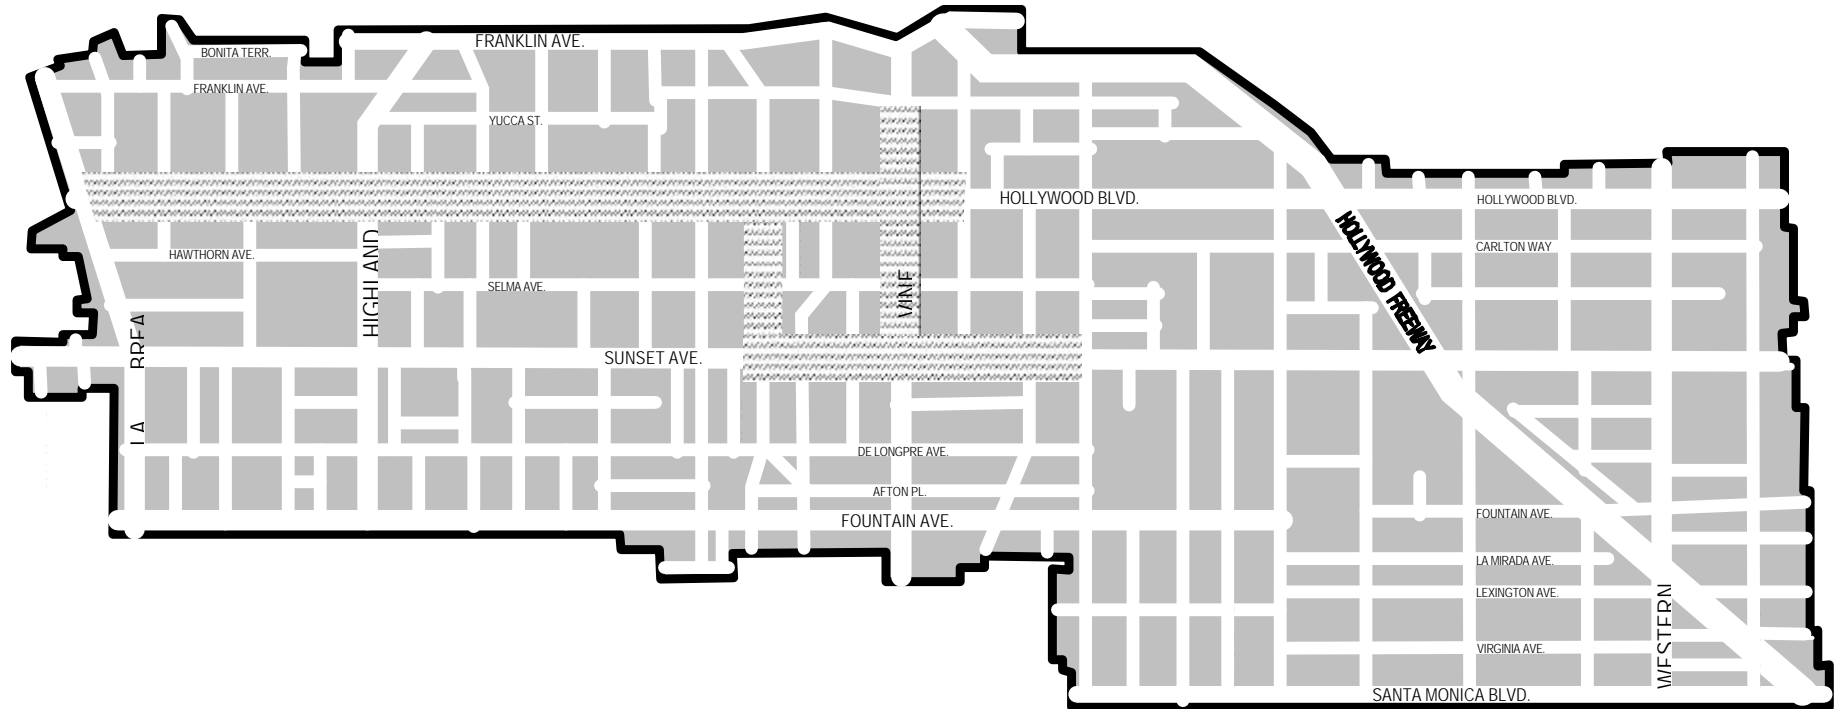 FRANKLIN AVE.
BONITA TERR.
FRANKLIN AVE.
YUCCA ST.
HOLLYWOOD BLVD.
HOLLYWOOD BLVD.
HAWTHORN AVE.
HIGHLAND
CARLTON WAY
HOLLYWOOD FREEWAY
SELMA AVE.
VINE
LA BREA
SUNSET AVE.
DE LONGPRE AVE.
AFTON PL.
FOUNTAIN AVE.
FOUNTAIN AVE.
LA MIRADA AVE.
LEXINGTON AVE.
WESTERN
VIRGINIA AVE.
SANTA MONICA BLVD.